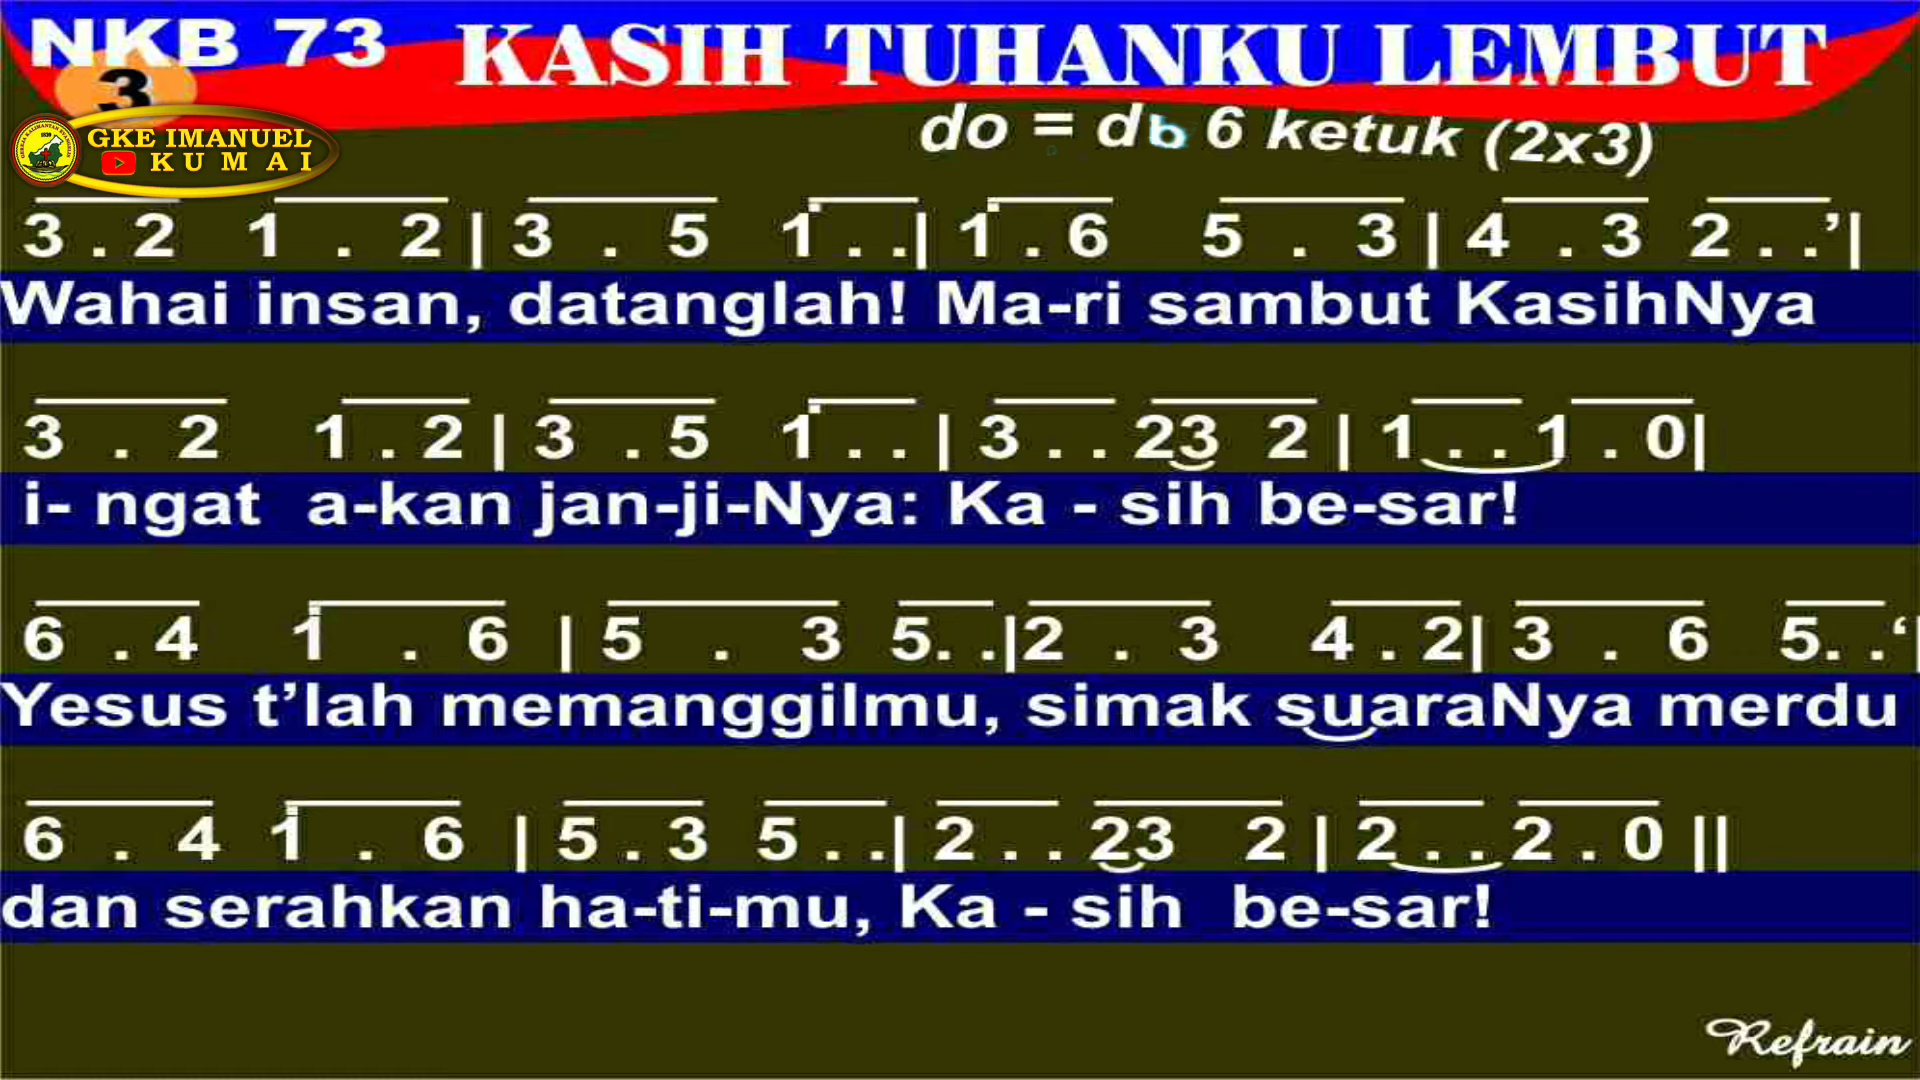 NKB 73 KASIH TUHANKU LEMBUT
3
GKE IMANUEL
KUMAI
do = db 6 ketuk (2x3)
3 . 2 1 . 2 | 3 . 5 1 . . | 1 . 6 5 . 3 | 4 . 3 2 . .’|
Wahai insan, datanglah! Ma-ri sambut KasihNya
3 . 2 1 . 2 | 3 . 5 1 . . | 3 . . 23 2 | 1 . . 1 . 0|
i- ngat a-kan jan-ji-Nya: Ka - sih be-sar!
6 . 4 1 . 6 | 5 . 3 5. .|2 . 3 4 . 2| 3 . 6 5. .‘|
Yesus t’lah memanggilmu, simak suaraNya merdu
6 . 4 1 . 6 | 5 . 3 5 . .| 2 . . 23 2 | 2 . . 2 . 0 ||
dan serahkan ha-ti-mu, Ka - sih be-sar!
Refrain